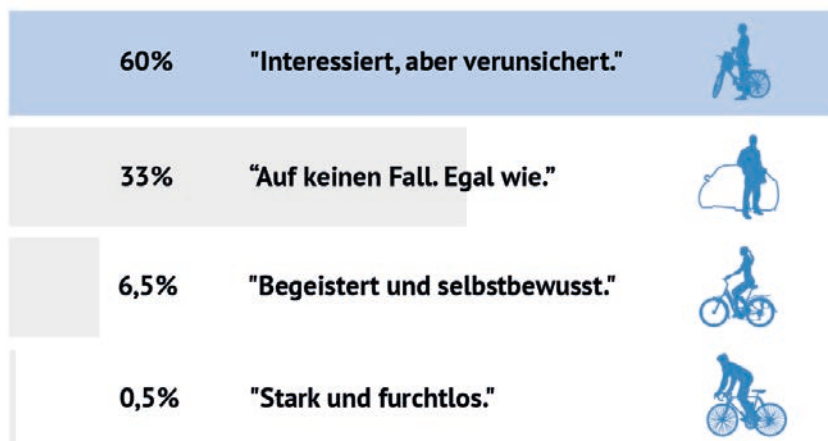 60% "Interessiert, aber verunsichert."
33% “Auf keinen Fall. Egal wie.”
6,5% "Begeistert und selbstbewusst."
0,5% "Stark und furchtlos."